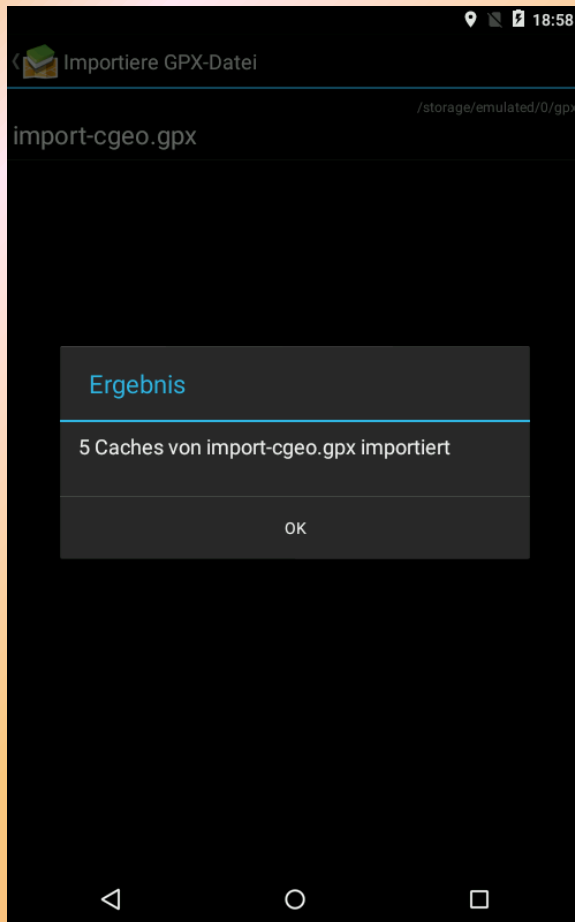 18:58
Importiere GPX-Datei
/storage/emulated/0/gpx
import-cgeo.gpx
Ergebnis
5 Caches von import-cgeo.gpx importiert
OK